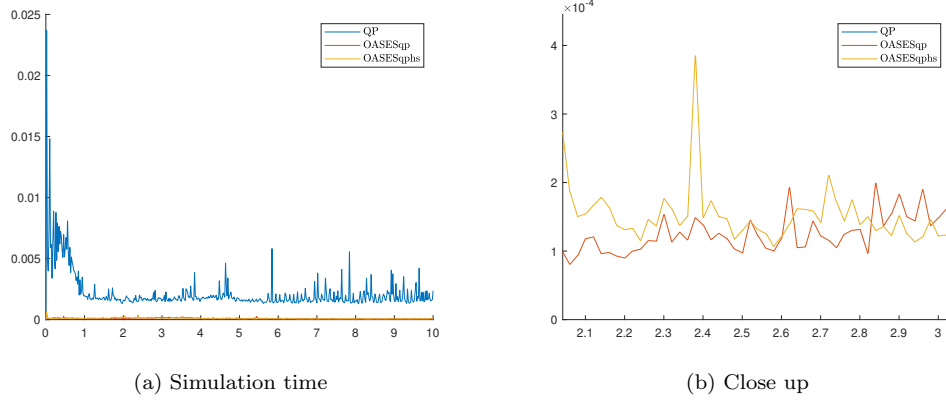 0.025
0.02
0.015
0.01
0.005
0
0 1 2 3 4 5 6 7 8 9 10
QP
OASESqp
OASESqphs
(a) Simulation time
×10⁻⁴
4
3
2
1
0
2.1 2.2 2.3 2.4 2.5 2.6 2.7 2.8 2.9 3
QP
OASESqp
OASESqphs
(b) Close up